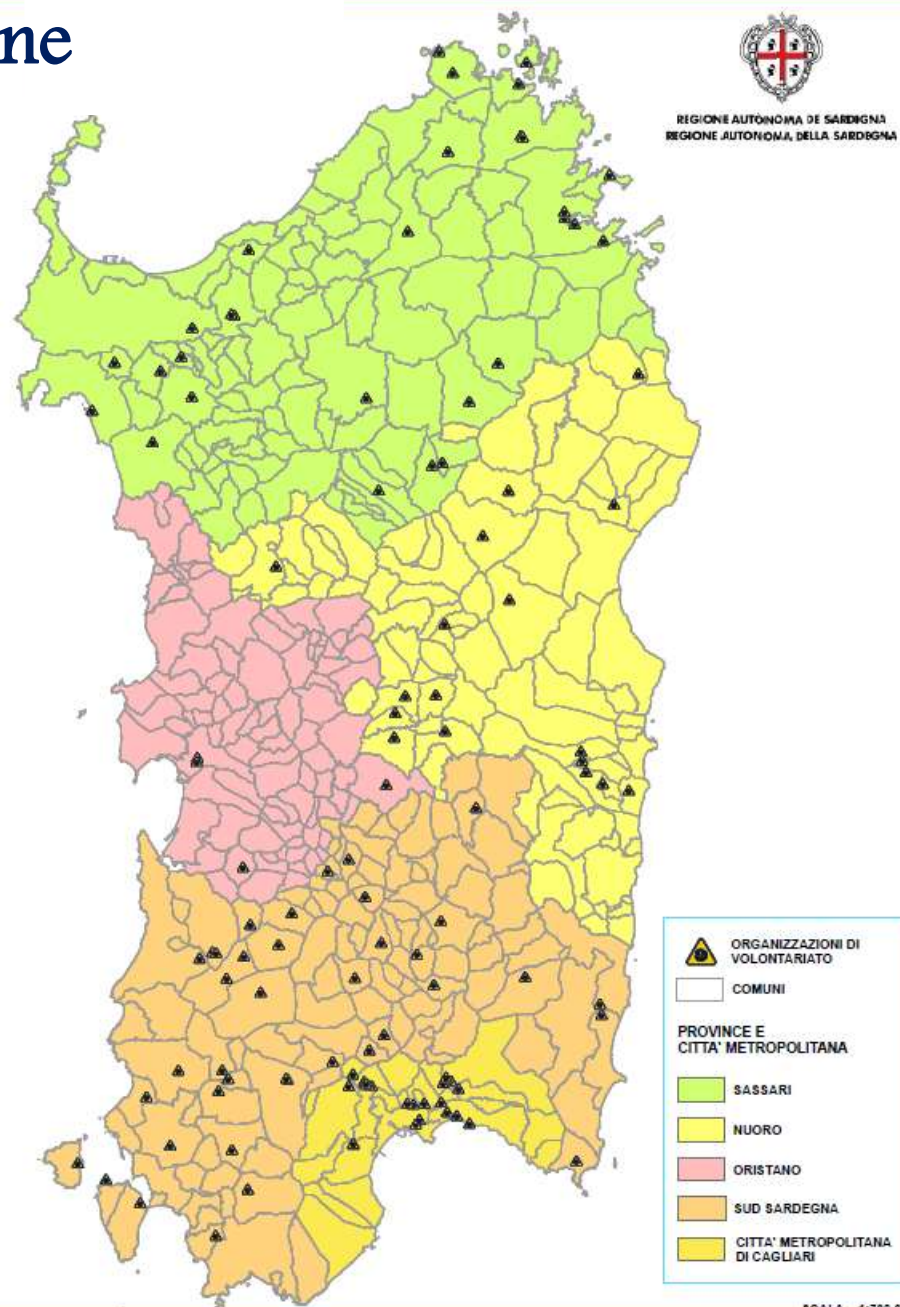 ne
REGIONE AUTÒNOMA DE SARDIGNA
REGIONE AUTONOMA DELLA SARDEGNA
ORGANIZZAZIONI DI
VOLONTARIATO
COMUNI
PROVINCE E
CITTA' METROPOLITANA
SASSARI
NUORO
ORISTANO
SUD SARDEGNA
CITTA' METROPOLITANA
DI CAGLIARI